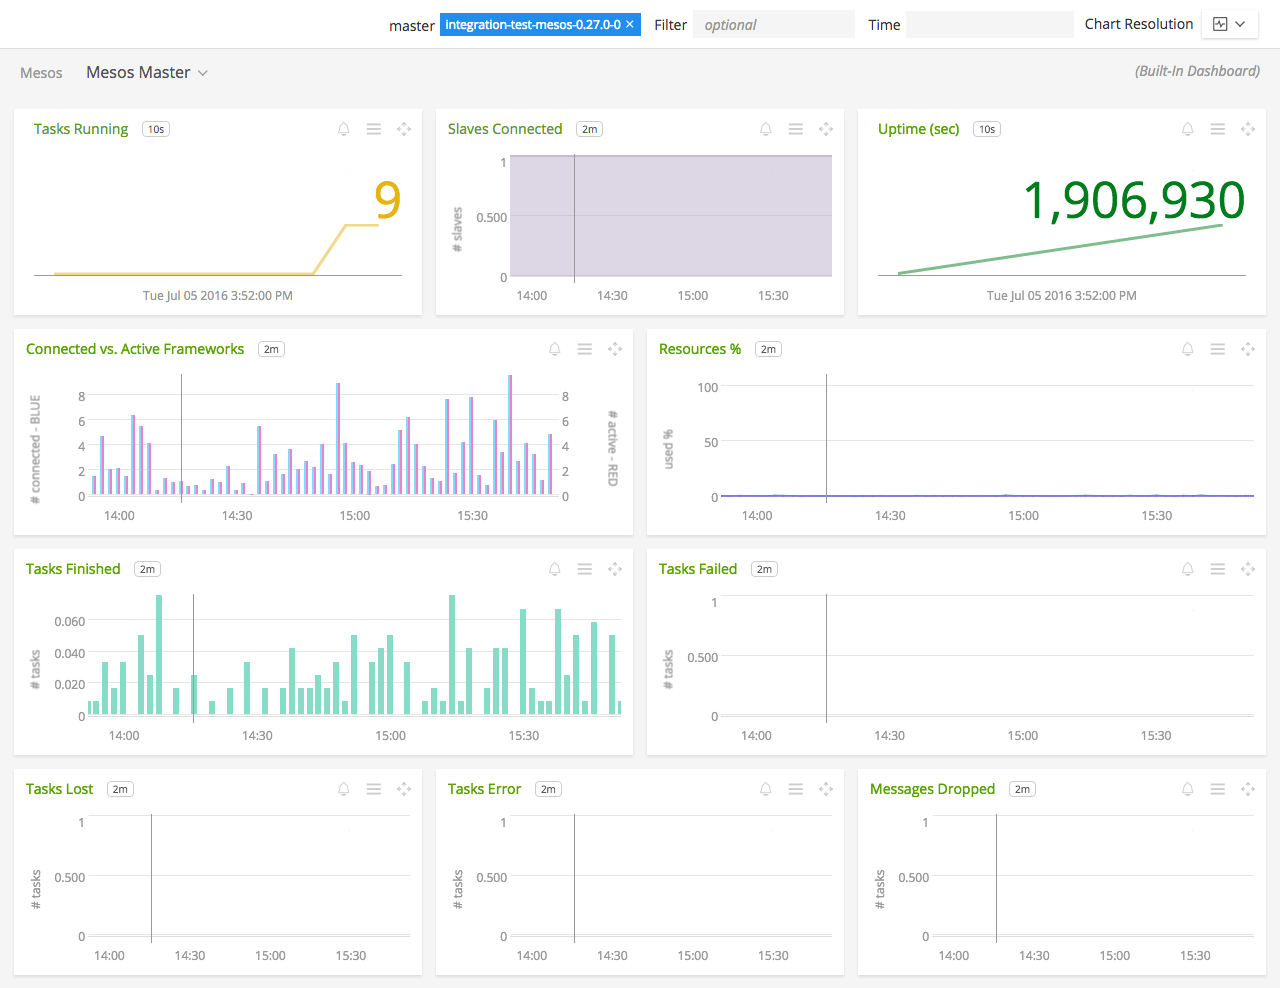 master integration-test-mesos-0.27.0-0 × Filter optional Time Chart Resolution
Mesos Mesos Master (Built-In Dashboard)
Tasks Running 10s
9
Tue Jul 05 2016 3:52:00 PM
Slaves Connected 2m
# slaves
1
0.500
0
14:00 14:30 15:00 15:30
Uptime (sec) 10s
1,906,930
Tue Jul 05 2016 3:52:00 PM
Connected vs. Active Frameworks 2m
# connected - BLUE
8 8
6 6
4 4
2 2
0 0
# active - RED
14:00 14:30 15:00 15:30
Resources % 2m
used %
100
50
0
14:00 14:30 15:00 15:30
Tasks Finished 2m
# tasks
0.060
0.040
0.020
0
14:00 14:30 15:00 15:30
Tasks Failed 2m
# tasks
1
0.500
0
14:00 14:30 15:00 15:30
Tasks Lost 2m
# tasks
1
0.500
0
14:00 14:30 15:00 15:30
Tasks Error 2m
# tasks
1
0.500
0
14:00 14:30 15:00 15:30
Messages Dropped 2m
# tasks
1
0.500
0
14:00 14:30 15:00 15:30